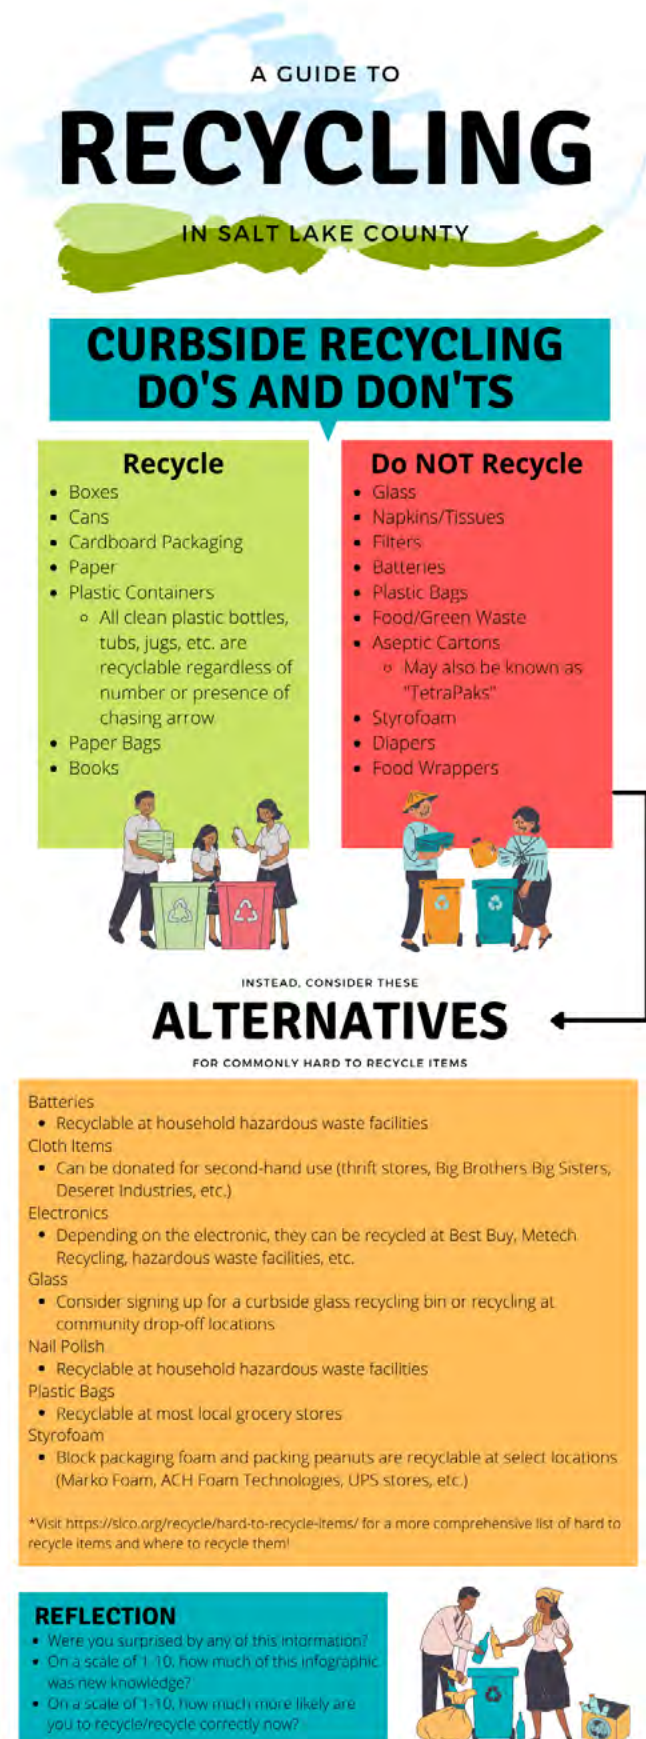 A GUIDE TO
RECYCLING
IN SALT LAKE COUNTY
CURBSIDE RECYCLING
DO'S AND DON'TS
Recycle
• Boxes
• Cans
• Cardboard Packaging
• Paper
• Plastic Containers
o All clean plastic bottles,
tubs, jugs, etc. are
recyclable regardless of
number or presence of
chasing arrow
• Paper Bags
• Books
Do NOT Recycle
• Glass
• Napkins/Tissues
• Filters
• Batteries
• Plastic Bags
• Food/Green Waste
• Aseptic Cartons
o May also be known as
"TetraPaks"
• Styrofoam
• Diapers
• Food Wrappers
INSTEAD, CONSIDER THESE
ALTERNATIVES
FOR COMMONLY HARD TO RECYCLE ITEMS
Batteries
• Recyclable at household hazardous waste facilities
Cloth Items
• Can be donated for second-hand use (thrift stores, Big Brothers Big Sisters,
Deseret Industries, etc.)
Electronics
• Depending on the electronic, they can be recycled at Best Buy, Metech
Recycling, hazardous waste facilities, etc.
Glass
• Consider signing up for a curbside glass recycling bin or recycling at
community drop-off locations
Nail Polish
• Recyclable at household hazardous waste facilities
Plastic Bags
• Recyclable at most local grocery stores
Styrofoam
• Block packaging foam and packing peanuts are recyclable at select locations
(Marko Foam, ACH Foam Technologies, UPS stores, etc.)
*Visit https://slco.org/recycle/hard-to-recycle-items/ for a more comprehensive list of hard to
recycle items and where to recycle them!
REFLECTION
• Were you surprised by any of this information?
• On a scale of 1-10, how much of this infographic
was new knowledge?
• On a scale of 1-10, how much more likely are
you to recycle/recycle correctly now?